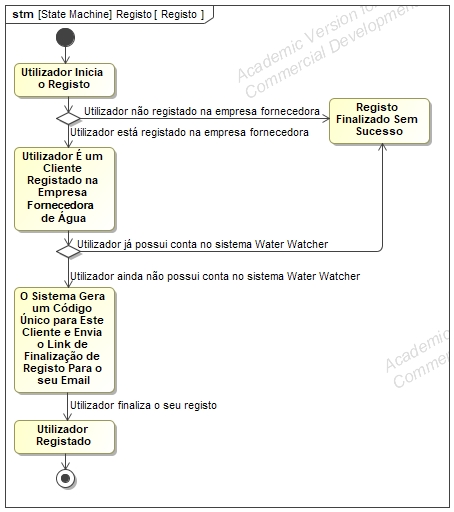 stm [State Machine] Registo [ Registo ]
Academic Version for
Commercial Development
Utilizador Inicia
o Registo
Utilizador não registado na empresa fornecedora
Registo
Finalizado Sem
Sucesso
Utilizador está registado na empresa fornecedora
Utilizador É um
Cliente
Registado na
Empresa
Fornecedora
de Água
Utilizador já possui conta no sistema Water Watcher
Utilizador ainda não possui conta no sistema Water Watcher
O Sistema Gera
um Código
Único para Este
Cliente e Envia
o Link de
Finalização de
Registo Para o
seu Email
Academic
Utilizador finaliza o seu registo
Utilizador
Registado